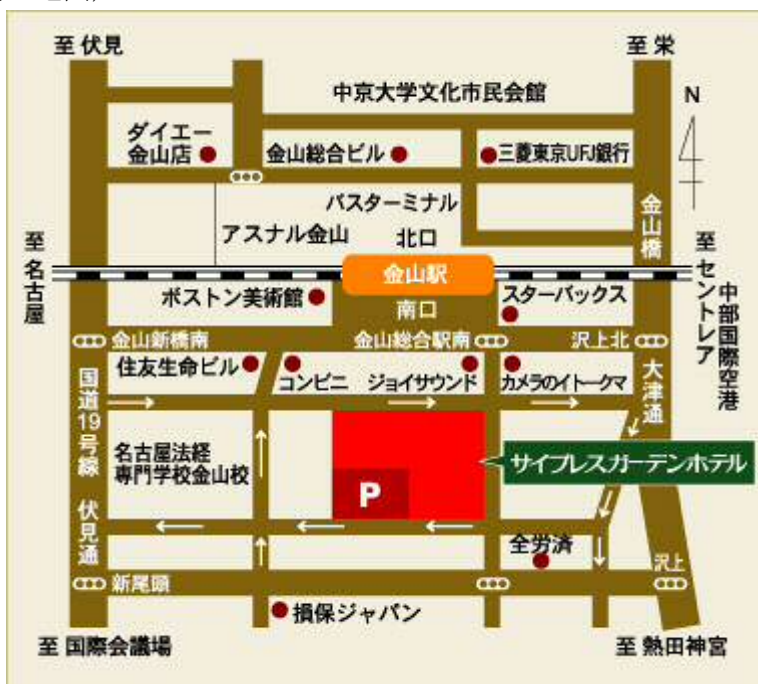 至 伏見
至 栄
中京大学文化市民会館
N
ダイエー
金山店
金山総合ビル
三菱東京UFJ銀行
バスターミナル
アスナル金山
北口
金山橋
至 名古屋
金山駅
至 セントレア
中部国際空港
ボストン美術館
南口
スターバックス
金山新橋南
金山総合駅南
沢上北
住友生命ビル
コンビニ
ジョイサウンド
カメラのイトークマ
国道19号線
大津通
名古屋法経
専門学校金山校
サイプレスガーデンホテル
P
伏見通
全労済
新尾頭
沢上
損保ジャパン
至 国際会議場
至 熱田神宮